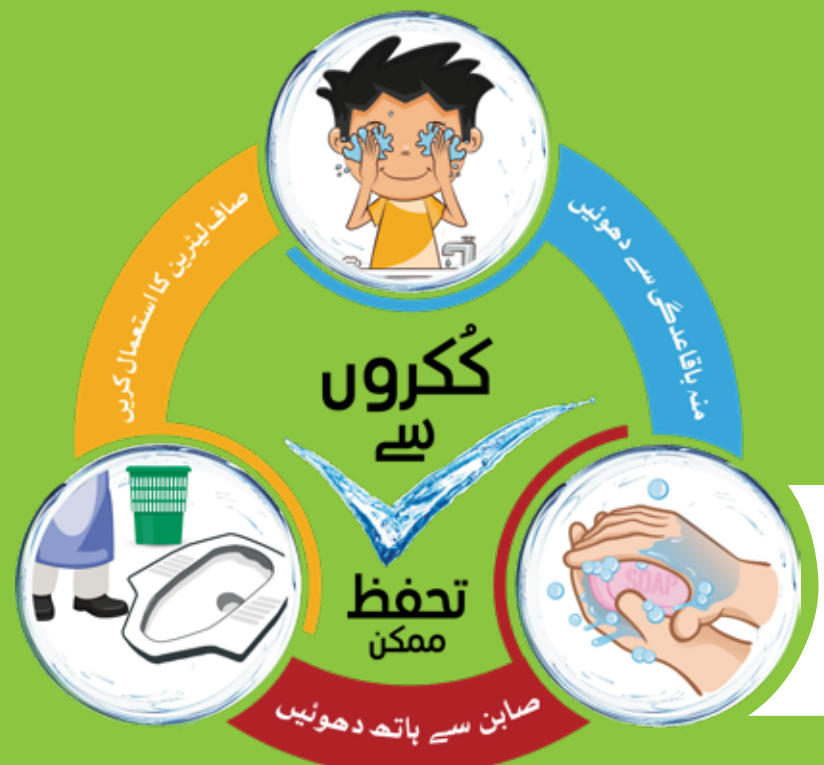 صاف لیٹرین کا استعمال کریں
منہ باقاعدگی سے دھوئیں
کُکروں
سے
تحفظ
ممکن
SOAP
صابن سے ہاتھ دھوئیں